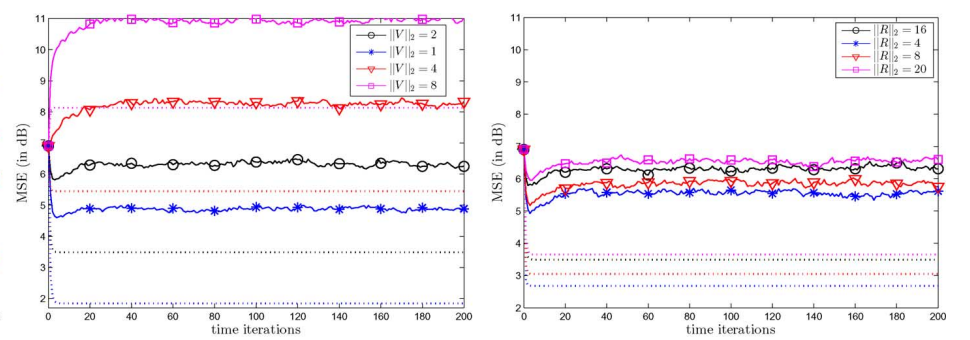 11
10
9
8
7
6
5
4
3
2
MSE (in dB)
||V||₂ = 2
||V||₂ = 1
||V||₂ = 4
||V||₂ = 8
0 20 40 60 80 100 120 140 160 180 200
time iterations
11
10
9
8
7
6
5
4
3
2
MSE (in dB)
||R||₂ = 16
||R||₂ = 4
||R||₂ = 8
||R||₂ = 20
0 20 40 60 80 100 120 140 160 180 200
time iterations